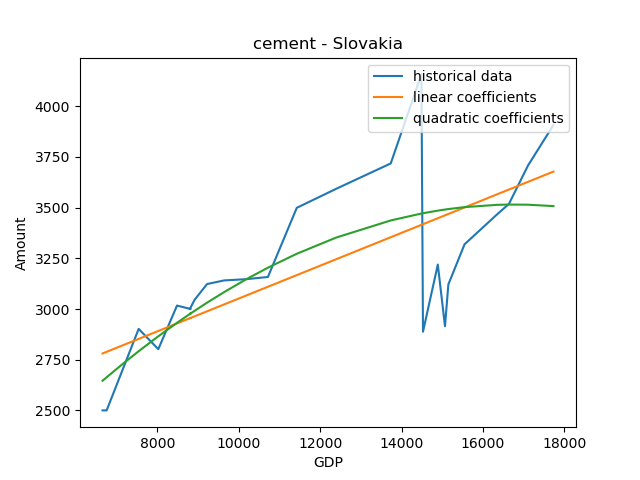 cement - Slovakia
historical data
linear coefficients
quadratic coefficients
Amount
4000
3750
3500
3250
3000
2750
2500
8000 10000 12000 14000 16000 18000
GDP